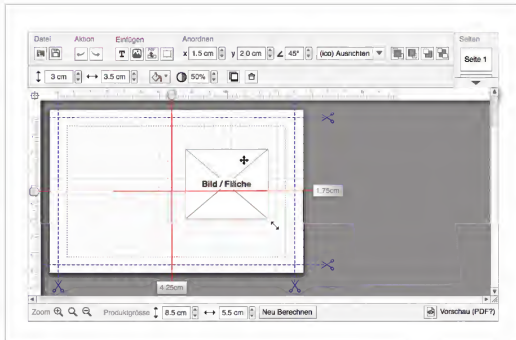 Datei Aktion Einfügen Anordnen Seiten
T x 1.5 cm y 2.0 cm 45° (ico) Ausrichten Seite 1
3 cm 3.5 cm 50%
Bild / Fläche
1.75cm
4.25cm
Zoom Produktgrösse 8.5 cm 5.5 cm Neu Berechnen Vorschau (PDF?)